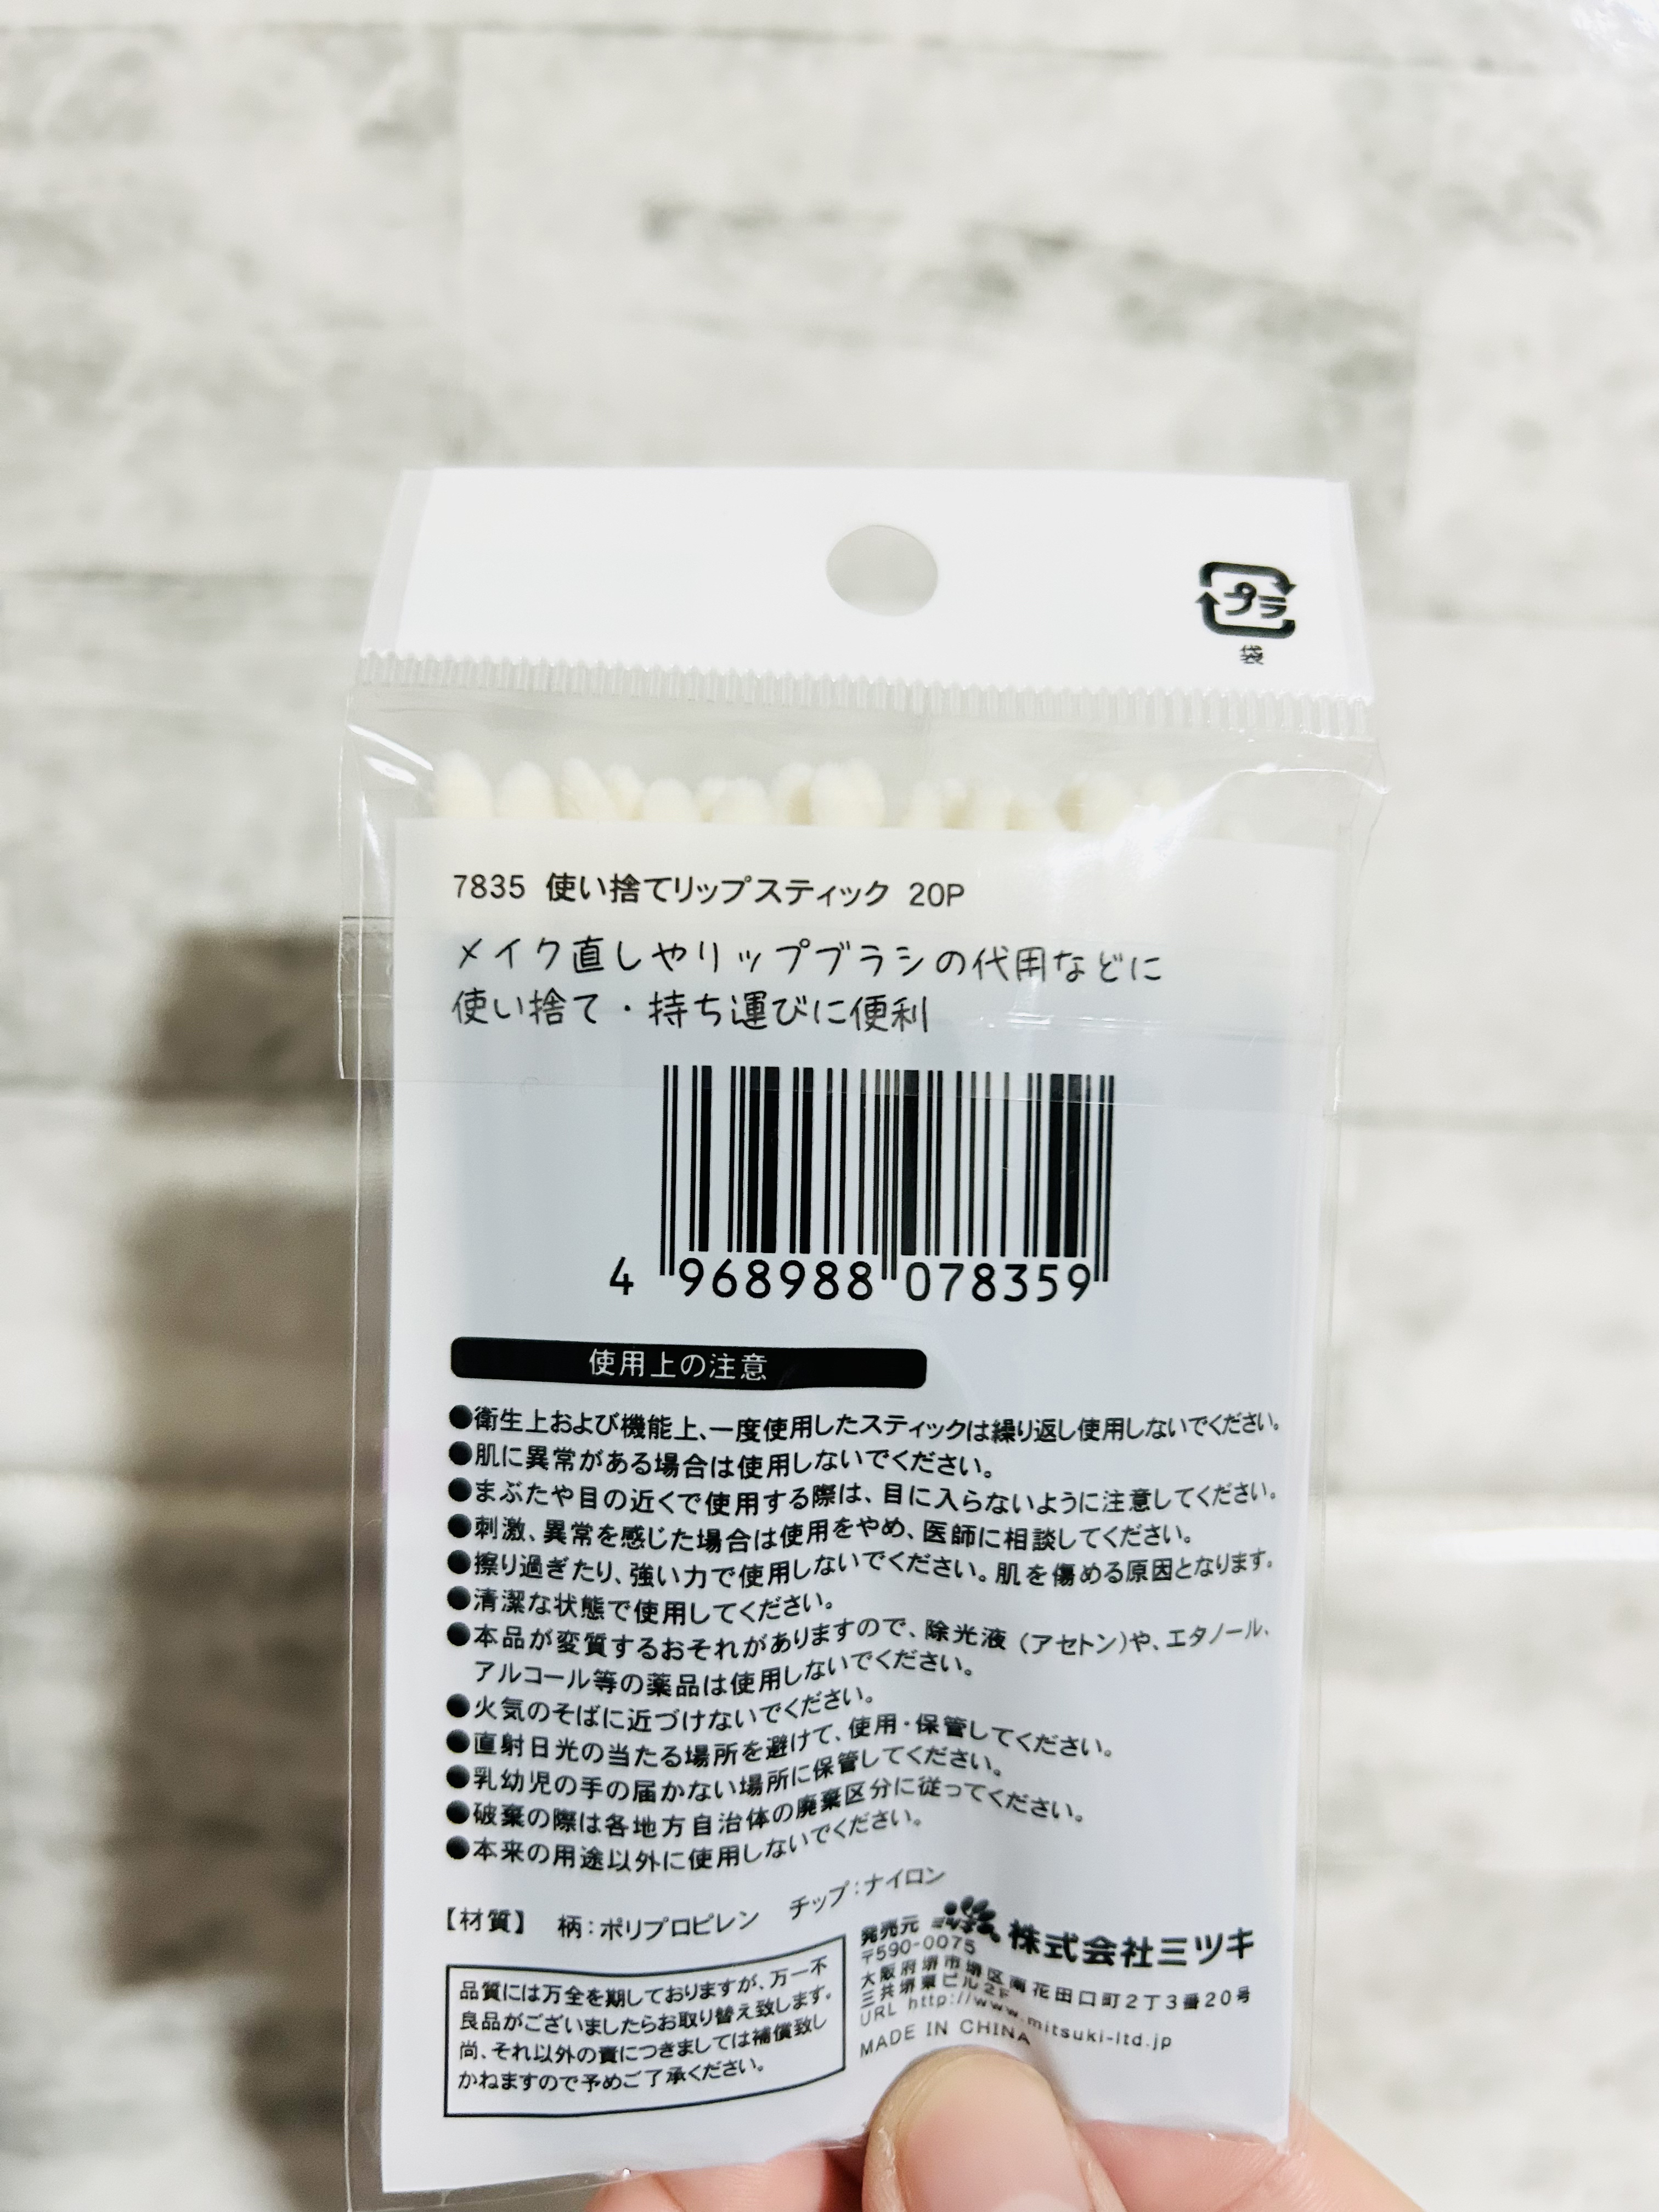 プラ
袋
7835 使い捨てリップスティック 20P
メイク直しやリップブラシの代用などに
使い捨て・持ち運びに便利
4 968988 078359
使用上の注意
●衛生上および機能上、一度使用したスティックは繰り返し使用しないでください。
●肌に異常がある場合は使用しないでください。
●まぶたや目の近くで使用する際は、目に入らないように注意してください。
●刺激、異常を感じた場合は使用をやめ、医師に相談してください。
●擦り過ぎたり、強い力で使用しないでください。肌を傷める原因となります。
●清潔な状態で使用してください。
●本品が変質するおそれがありますので、除光液（アセトン）や、エタノール、
アルコール等の薬品は使用しないでください。
●火気のそばに近づけないでください。
●直射日光の当たる場所を避けて、使用・保管してください。
●乳幼児の手の届かない場所に保管してください。
●破棄の際は各地方自治体の廃棄区分に従ってください。
●本来の用途以外に使用しないでください。
【材質】 柄：ポリプロピレン チップ：ナイロン
品質には万全を期しておりますが、万一不
良品がございましたらお取り替え致します。
尚、それ以外の責につきましては補償致し
かねますので予めご了承ください。
発売元 株式会社ミツキ
〒590-0075
大阪府堺市堺区南花田口町2丁3番20号
三共堺東ビル2F
URL http://www.mitsuki-ltd.jp
MADE IN CHINA